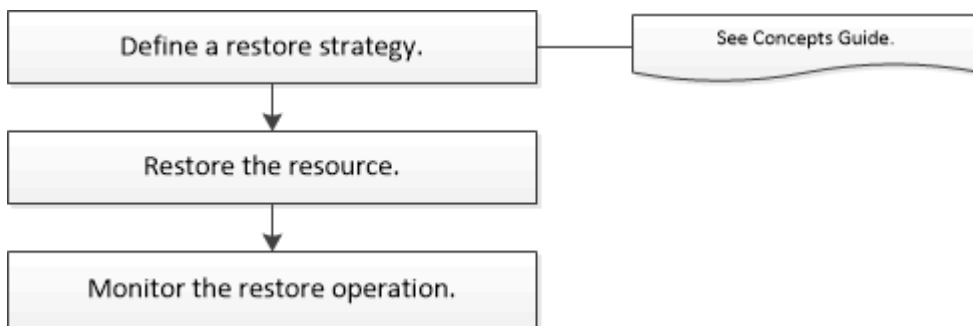 Define a restore strategy.
See Concepts Guide.
Restore the resource.
Monitor the restore operation.